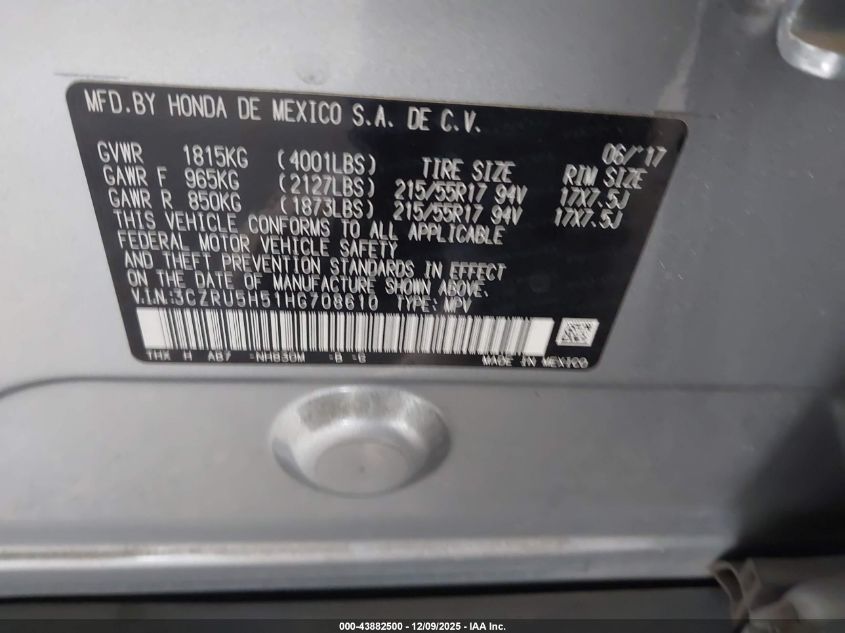 MFD.BY HONDA DE MEXICO S.A. DE C.V.
06/'17
GVWR 1815KG (4001LBS) TIRE SIZE RIM SIZE
GAWR F 965KG (2127LBS) 215/55R17 94V 17X7.5J
GAWR R 850KG (1873LBS) 215/55R17 94V 17X7.5J
THIS VEHICLE CONFORMS TO ALL APPLICABLE
FEDERAL MOTOR VEHICLE SAFETY
AND THEFT PREVENTION STANDARDS IN EFFECT
ON THE DATE OF MANUFACTURE SHOWN ABOVE.
V.I.N:3CZRU5H51HG708610 TYPE: MPV
THX H AB7 -NH830M -B -G
MADE IN MEXICO
000-43882500 - 12/09/2025 - IAA Inc.